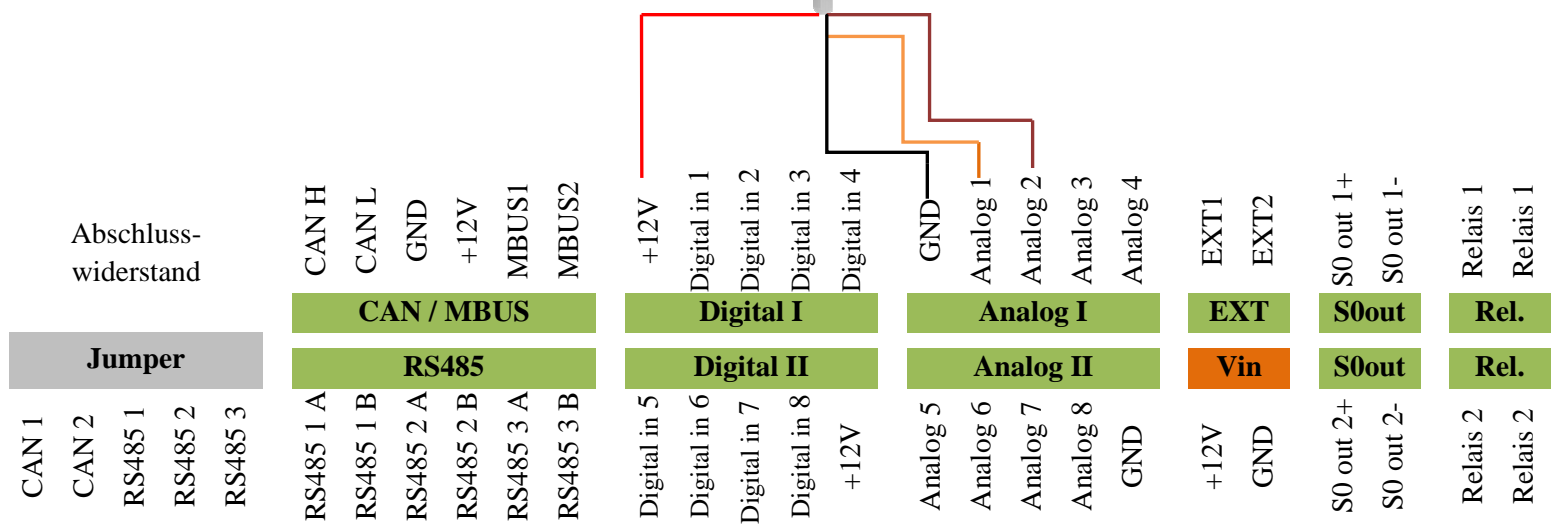 Abschluss-
widerstand
CAN H
CAN L
GND
+12V
MBUS1
MBUS2
+12V
Digital in 1
Digital in 2
Digital in 3
Digital in 4
GND
Analog 1
Analog 2
Analog 3
Analog 4
EXT1
EXT2
S0 out 1+
S0 out 1-
Relais 1
Relais 1
CAN / MBUS
Digital I
Analog I
EXT
S0out
Rel.
Jumper
RS485
Digital II
Analog II
Vin
S0out
Rel.
CAN 1
CAN 2
RS485 1
RS485 2
RS485 3
RS485 1 A
RS485 1 B
RS485 2 A
RS485 2 B
RS485 3 A
RS485 3 B
Digital in 5
Digital in 6
Digital in 7
Digital in 8
+12V
Analog 5
Analog 6
Analog 7
Analog 8
GND
+12V
GND
S0 out 2+
S0 out 2-
Relais 2
Relais 2